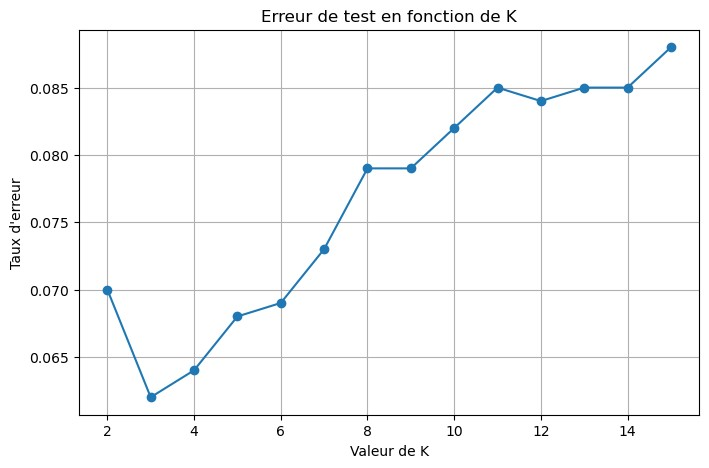 Erreur de test en fonction de K
Taux d'erreur
0.085
0.080
0.075
0.070
0.065
2 4 6 8 10 12 14
Valeur de K